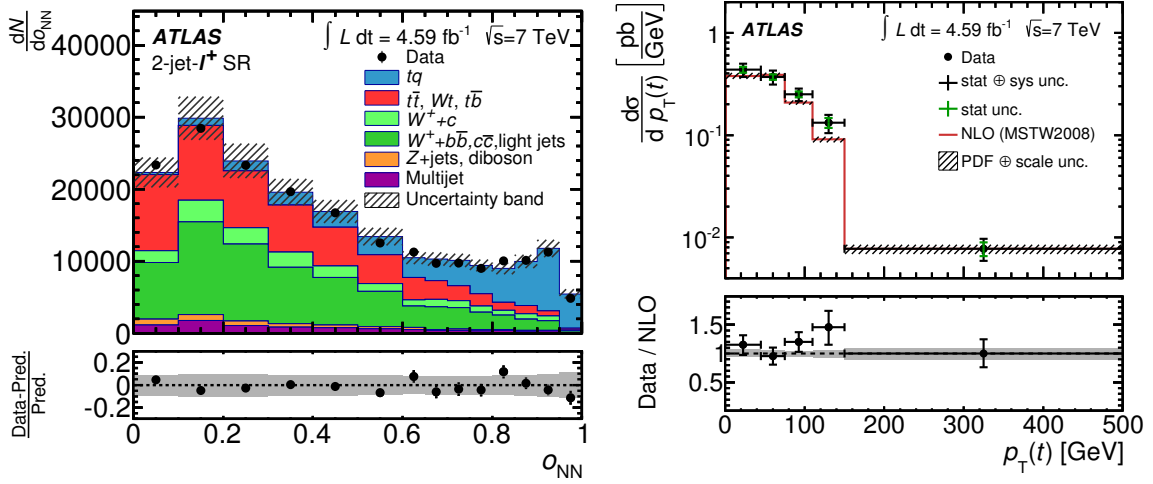 dN
dσNN
40000
30000
20000
10000
0
ATLAS
∫ L dt = 4.59 fb⁻¹ √s=7 TeV
2-jet-l⁺ SR
Data
tq
tt̄, Wt, tb̄
W⁺+c
W⁺+bb̄,cc̄,light jets
Z+jets, diboson
Multijet
Uncertainty band
Data-Pred.
Pred.
0.2
0
-0.2
0 0.2 0.4 0.6 0.8 1
oNN
dσ
d pT(t)
[pb
GeV]
1
10⁻¹
10⁻²
ATLAS
∫ L dt = 4.59 fb⁻¹ √s=7 TeV
Data
stat ⊕ sys unc.
stat unc.
NLO (MSTW2008)
PDF ⊕ scale unc.
Data / NLO
1.5
1
0.5
0 100 200 300 400 500
pT(t) [GeV]